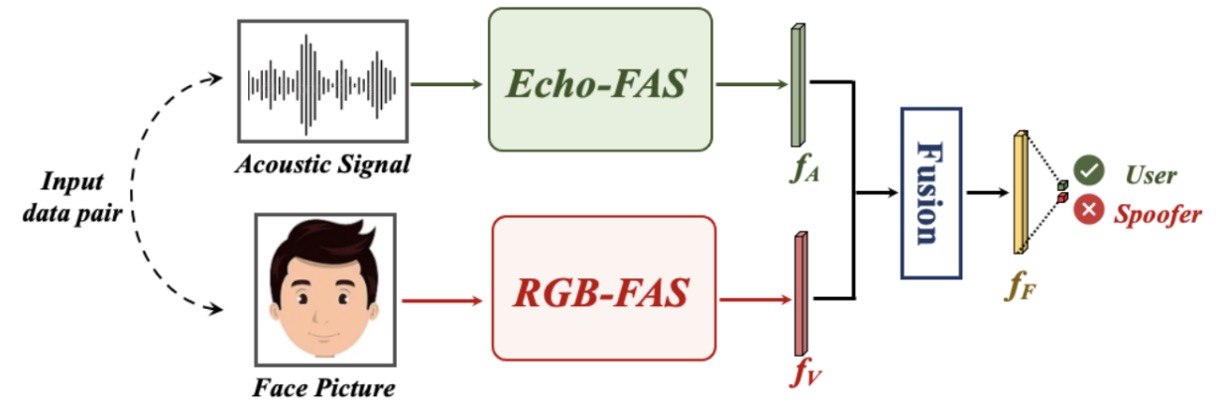 Acoustic Signal
Echo-FAS
f_A
Input
data pair
Face Picture
RGB-FAS
f_V
Fusion
f_F
User
Spoofer